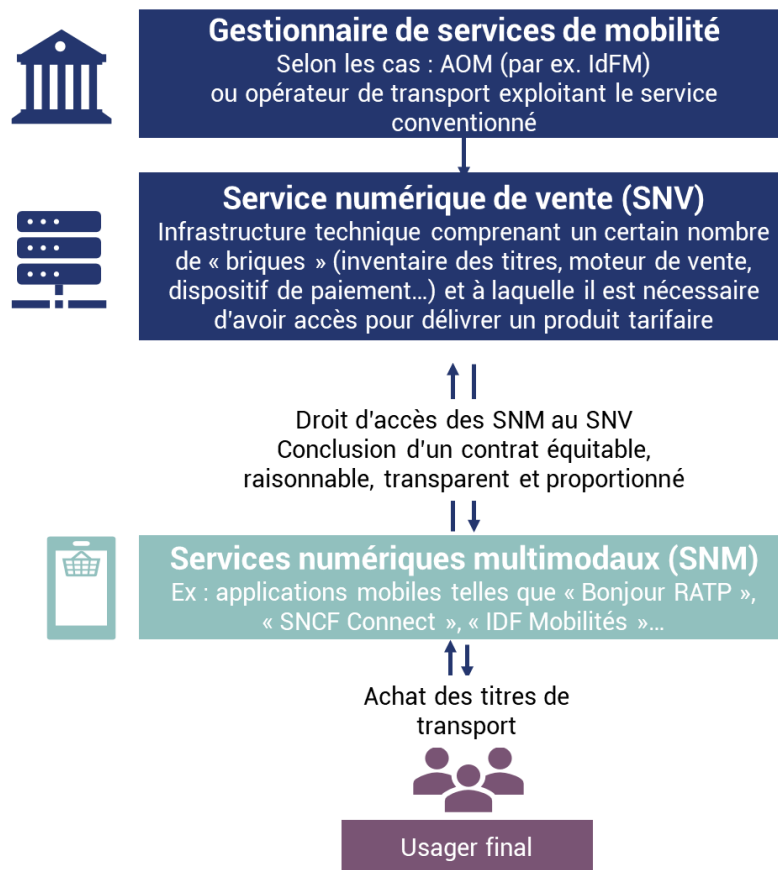 Gestionnaire de services de mobilité
Selon les cas : AOM (par ex. IdFM)
ou opérateur de transport exploitant le service
conventionné
Service numérique de vente (SNV)
Infrastructure technique comprenant un certain nombre
de « briques » (inventaire des titres, moteur de vente,
dispositif de paiement…) et à laquelle il est nécessaire
d'avoir accès pour délivrer un produit tarifaire
Droit d'accès des SNM au SNV
Conclusion d'un contrat équitable,
raisonnable, transparent et proportionné
Services numériques multimodaux (SNM)
Ex : applications mobiles telles que « Bonjour RATP »,
« SNCF Connect », « IDF Mobilités »…
Achat des titres de
transport
Usager final